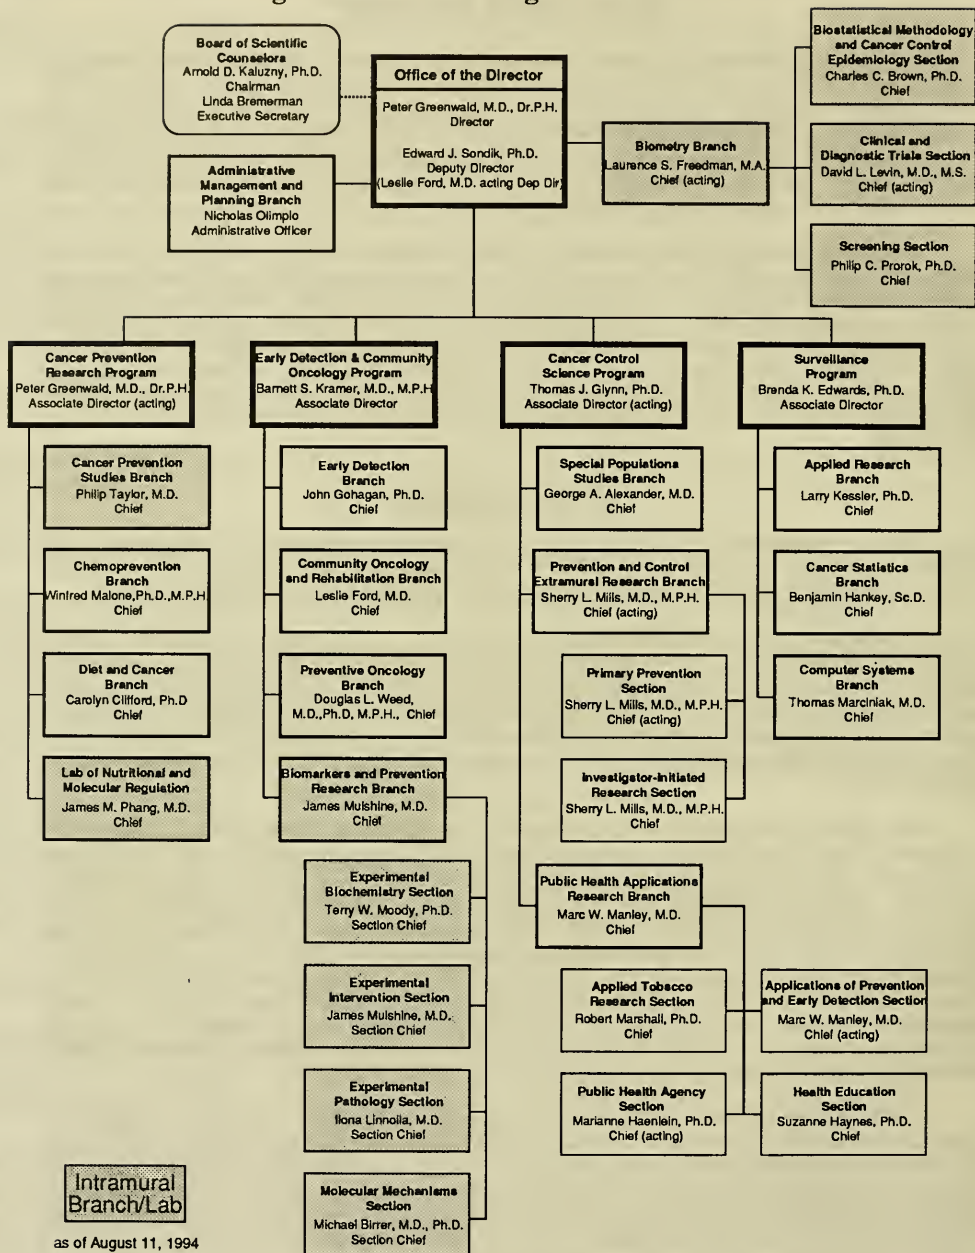 Board of Scientific
Counselors
Arnold D. Kaluzny, Ph.D.
Chairman
Linda Bremerman
Executive Secretary
Office of the Director
Peter Greenwald, M.D., Dr.P.H.
Director
Edward J. Sondik, Ph.D.
Deputy Director
(Leslie Ford, M.D. acting Dep Dir)
Administrative
Management and
Planning Branch
Nicholas Olimpio
Administrative Officer
Biometry Branch
Laurence S. Freedman, M.A.
Chief (acting)
Biostatistical Methodology
and Cancer Control
Epidemiology Section
Charles C. Brown, Ph.D.
Chief
Clinical and
Diagnostic Trials Section
David L. Levin, M.D., M.S.
Chief (acting)
Screening Section
Philip C. Prorok, Ph.D.
Chief
Cancer Prevention
Research Program
Peter Greenwald, M.D., Dr.P.H.
Associate Director (acting)
Cancer Prevention
Studies Branch
Philip Taylor, M.D.
Chief
Chemoprevention
Branch
Winfred Malone,Ph.D.,M.P.H.
Chief
Diet and Cancer
Branch
Carolyn Clifford, Ph.D
Chief
Lab of Nutritional and
Molecular Regulation
James M. Phang, M.D.
Chief
Early Detection & Community
Oncology Program
Barnett S. Kramer, M.D., M.P.H
Associate Director
Early Detection
Branch
John Gohagan, Ph.D.
Chief
Community Oncology
and Rehabilitation Branch
Leslie Ford, M.D.
Chief
Preventive Oncology
Branch
Douglas L. Weed,
M.D.,Ph.D, M.P.H., Chief
Biomarkers and Prevention
Research Branch
James Mulshine, M.D.
Chief
Experimental
Biochemistry Section
Terry W. Moody, Ph.D.
Section Chief
Experimental
Intervention Section
James Mulshine, M.D.
Section Chief
Experimental
Pathology Section
Ilona Linnoila, M.D.
Section Chief
Molecular Mechanisms
Section
Michael Birrer, M.D., Ph.D.
Section Chief
Cancer Control
Science Program
Thomas J. Glynn, Ph.D.
Associate Director (acting)
Special Populations
Studies Branch
George A. Alexander, M.D.
Chief
Prevention and Control
Extramural Research Branch
Sherry L. Mills, M.D., M.P.H.
Chief (acting)
Primary Prevention
Section
Sherry L. Mills, M.D., M.P.H.
Chief (acting)
Investigator-Initiated
Research Section
Sherry L. Mills, M.D., M.P.H.
Chief
Public Health Applications
Research Branch
Marc W. Manley, M.D.
Chief
Applied Tobacco
Research Section
Robert Marshall, Ph.D.
Chief
Applications of Prevention
and Early Detection Section
Marc W. Manley, M.D.
Chief (acting)
Public Health Agency
Section
Marianne Haenlein, Ph.D.
Chief (acting)
Health Education
Section
Suzanne Haynes, Ph.D.
Chief
Surveillance
Program
Brenda K. Edwards, Ph.D.
Associate Director
Applied Research
Branch
Larry Kessler, Ph.D.
Chief
Cancer Statistics
Branch
Benjamin Hankey, Sc.D.
Chief
Computer Systems
Branch
Thomas Marciniak, M.D.
Chief
Intramural
Branch/Lab
as of August 11, 1994